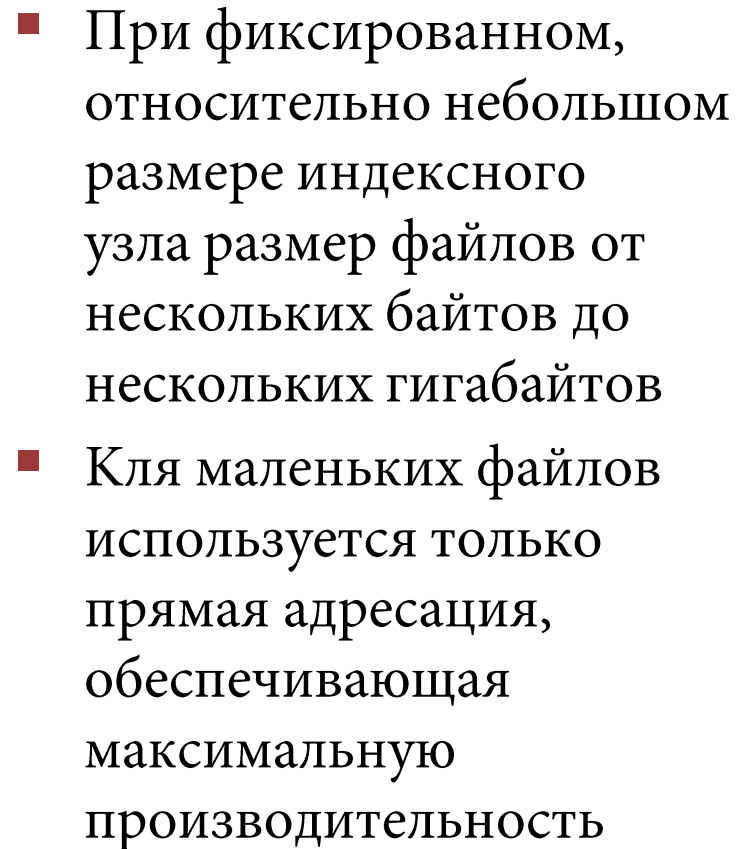 При фиксированном,
относительно небольшом
размере индексного
узла размер файлов от
нескольких байтов до
нескольких гигабайтов
Кля маленьких файлов
используется только
прямая адресация,
обеспечивающая
максимальную
производительность